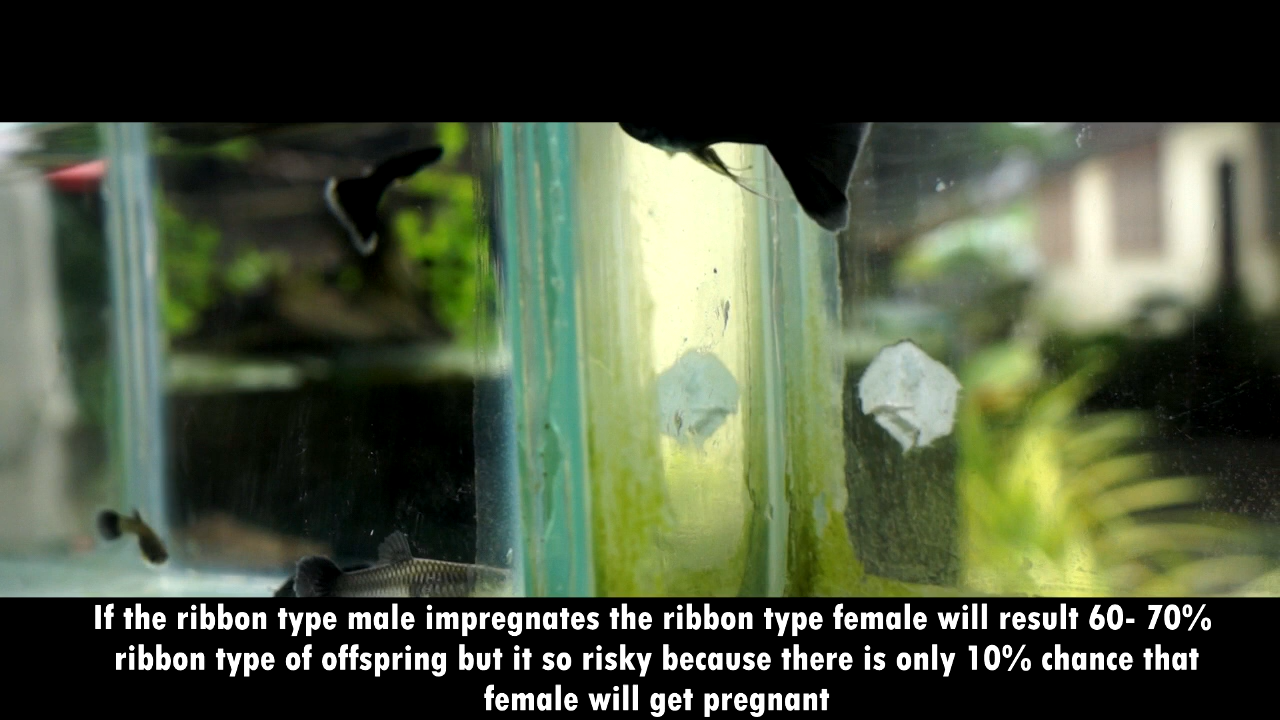 If the ribbon type male impregnates the ribbon type female will result 60- 70%
ribbon type of offspring but it so risky because there is only 10% chance that
female will get pregnant